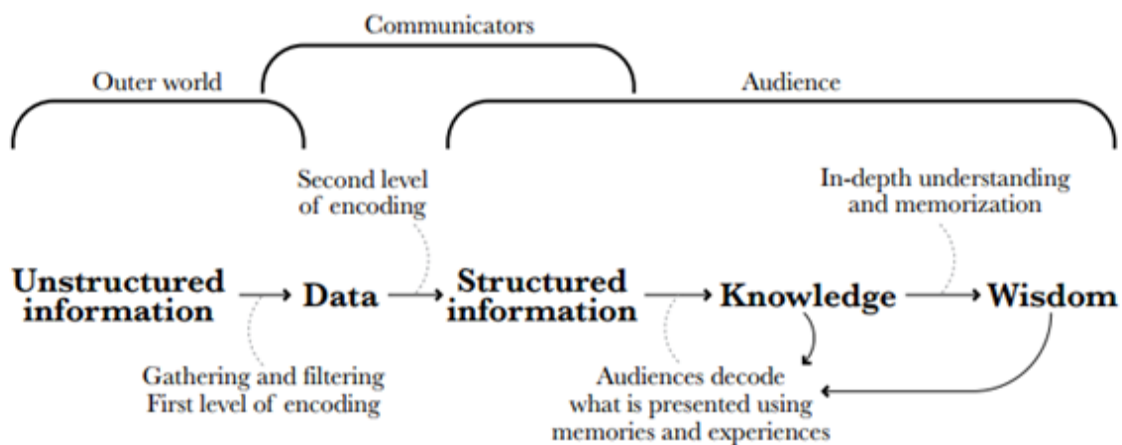 Communicators
Outer world
Audience
Second level
of encoding
In-depth understanding
and memorization
Unstructured
information
Data
Structured
information
Knowledge
Wisdom
Gathering and filtering
First level of encoding
Audiences decode
what is presented using
memories and experiences